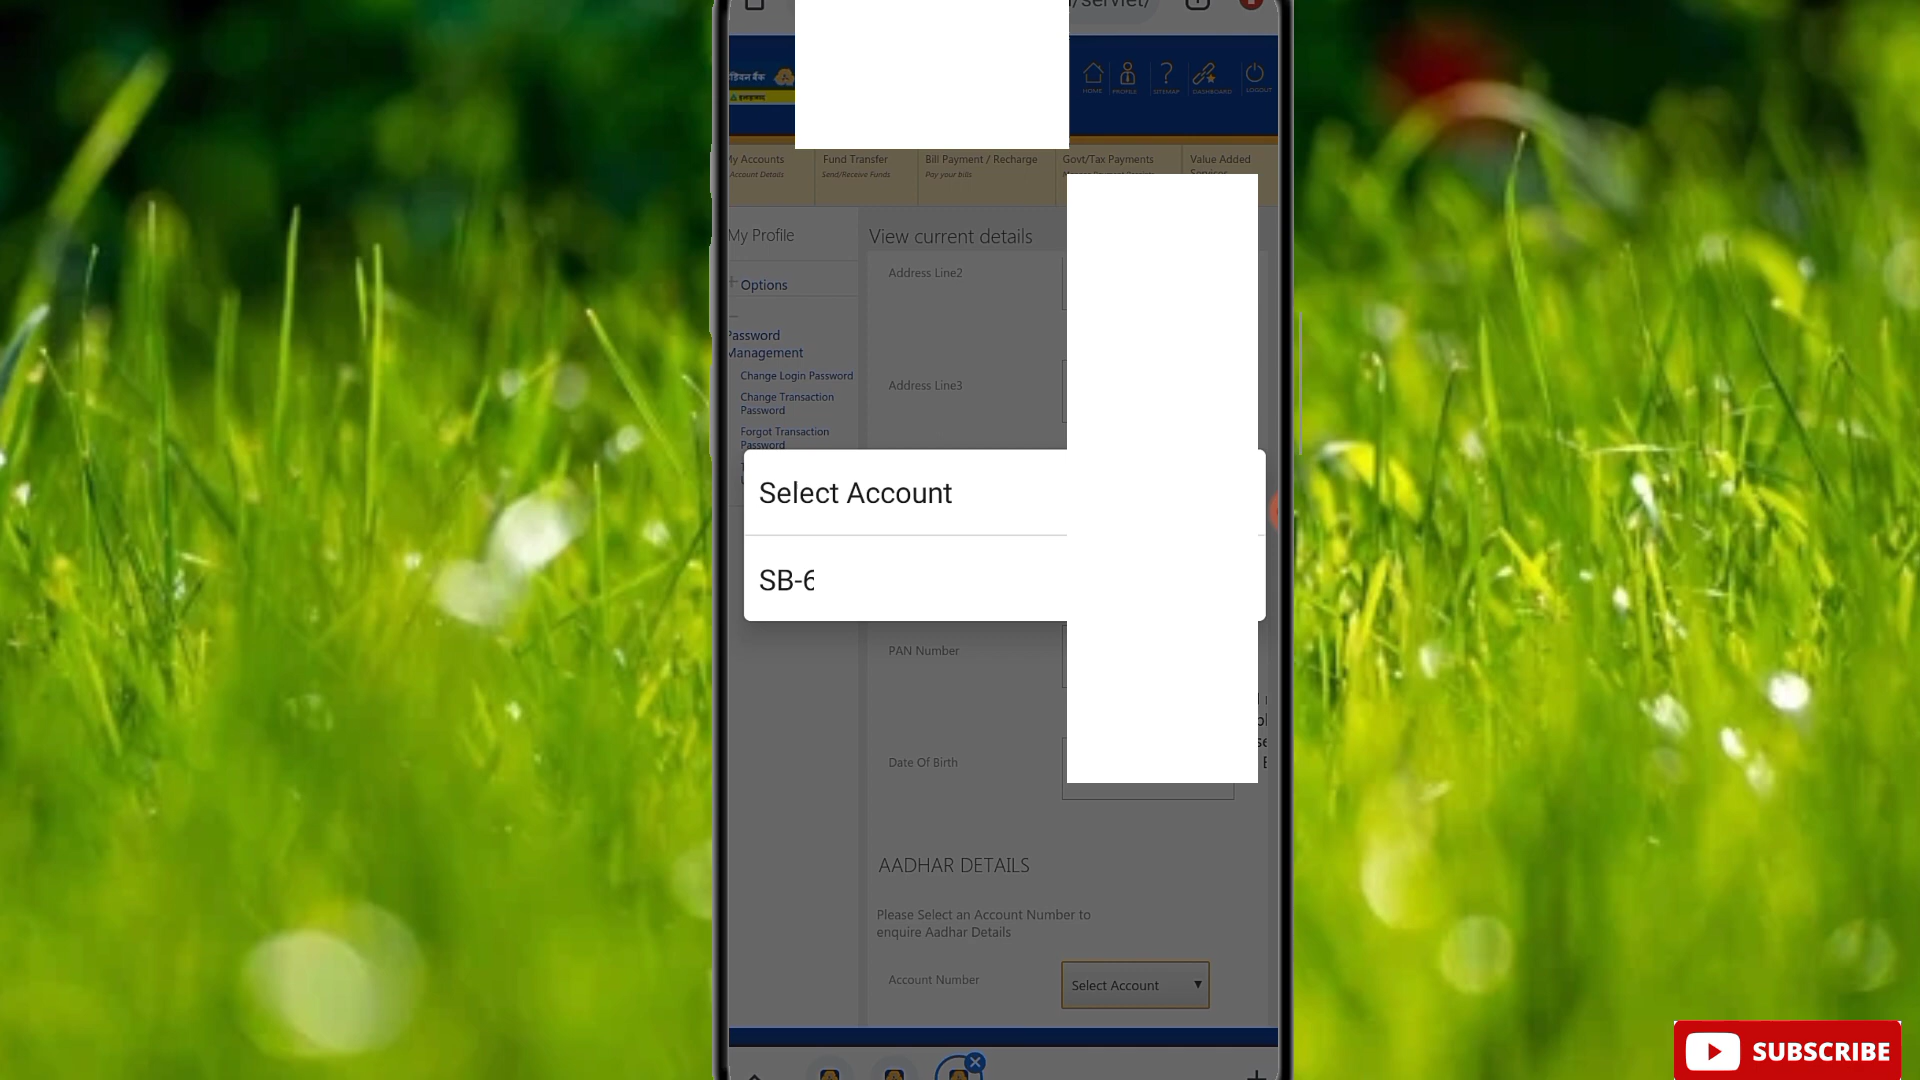 /servlet/
डियन बैंक
इलाहाबाद
HOME
PROFILE
SITEMAP
DASHBOARD
LOGOUT
My Accounts
Account Details
Fund Transfer
Send/Receive Funds
Bill Payment / Recharge
Pay your bills
Govt/Tax Payments
Value Added
Services
My Profile
Options
Password
Management
Change Login Password
Change Transaction
Password
Forgot Transaction
Password
View current details
Address Line2
Address Line3
Select Account
SB-6
PAN Number
Date Of Birth
AADHAR DETAILS
Please Select an Account Number to
enquire Aadhar Details
Account Number
Select Account
SUBSCRIBE